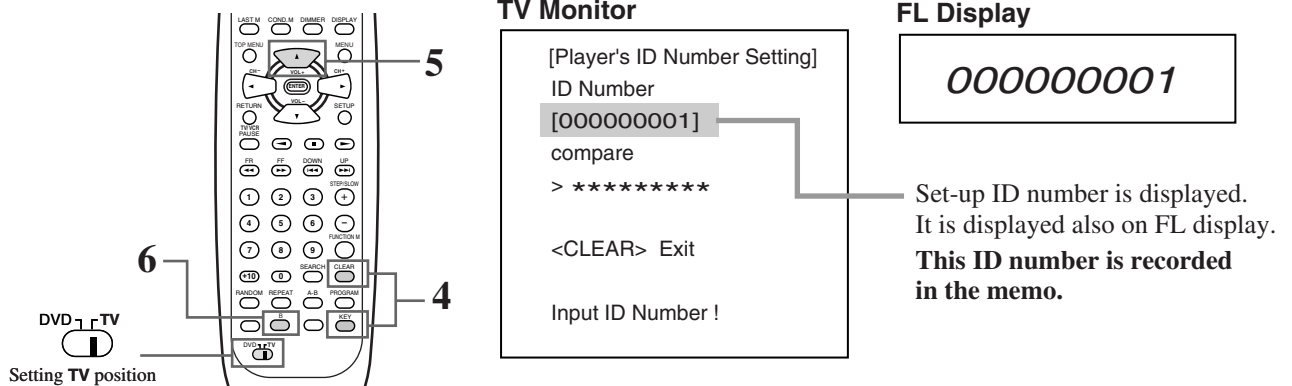 LAST M COND.M DIMMER DISPLAY
TOP MENU MENU
5
CH− VOL+ CH+
ENTER
VOL−
RETURN SETUP
TV/VCR
PAUSE
FR FF DOWN UP
STEP/SLOW
1 2 3 +
4 5 6 −
FUNCTION M
7 8 9
6
SEARCH CLEAR
+10 0
4
RANDOM REPEAT A-B PROGRAM
B KEY
DVD TV
DVD TV
Setting TV position
TV Monitor
[Player's ID Number Setting]
ID Number
[000000001]
compare
> *********
<CLEAR> Exit
Input ID Number !
FL Display
000000001
Set-up ID number is displayed.
It is displayed also on FL display.
This ID number is recorded
in the memo.